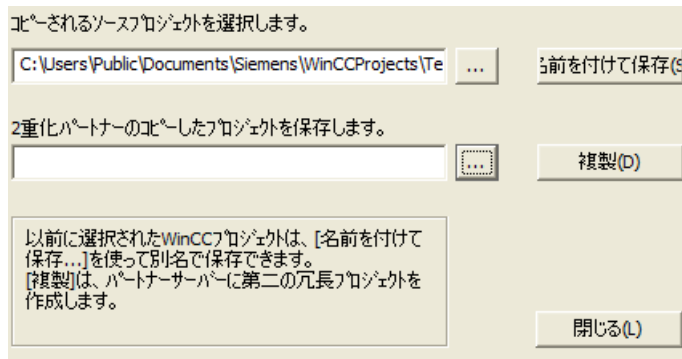 ｺﾋﾟｰされるｿｰｽﾌﾟﾛｼﾞｪｸﾄを選択します。
C:\Users\Public\Documents\Siemens\WinCCProjects\Te
...
前を付けて保存(S
2重化ﾊﾟｰﾄﾅｰのｺﾋﾟｰしたﾌﾟﾛｼﾞｪｸﾄを保存します。
...
複製(D)
以前に選択されたWinCCﾌﾟﾛｼﾞｪｸﾄは、[名前を付けて
保存...]を使って別名で保存できます。
[複製]は、ﾊﾟｰﾄﾅｰｻｰﾊﾞｰに第二の冗長ﾌﾟﾛｼﾞｪｸﾄを
作成します。
閉じる(L)